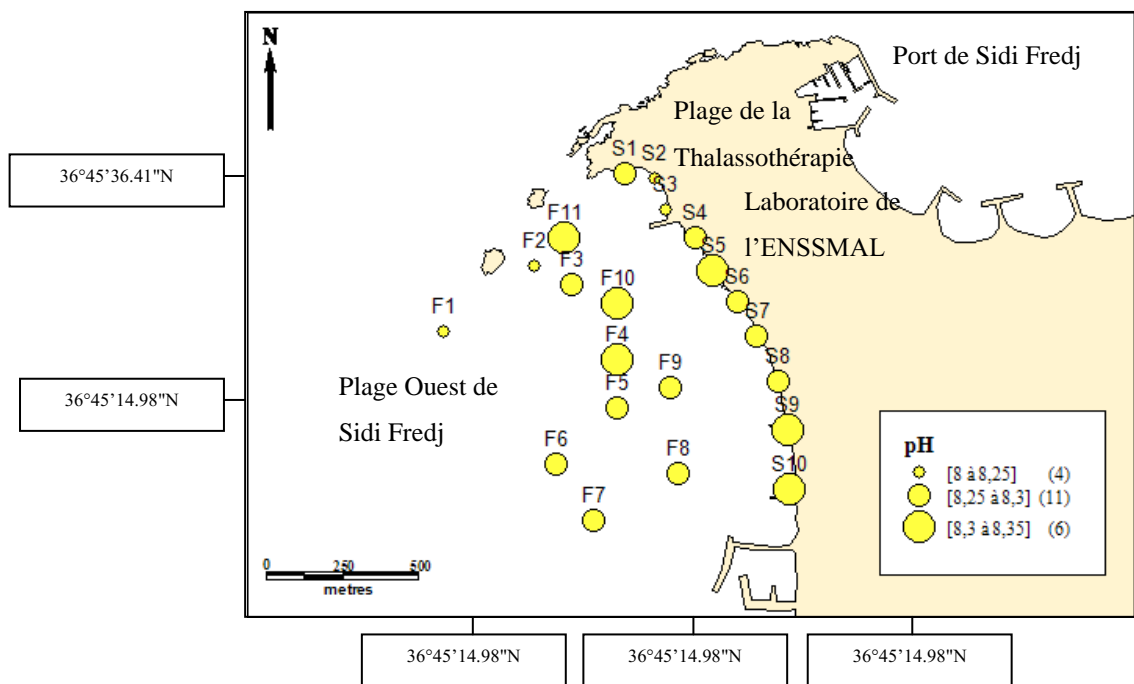 N
Port de Sidi Fredj
Plage de la
Thalassothérapie
Laboratoire de
l'ENSSMAL
36°45'36.41"N
S1
S2
S3
S4
S5
S6
S7
S8
S9
S10
F11
F2
F3
F10
F1
F4
F9
F5
F6
F8
F7
Plage Ouest de
Sidi Fredj
36°45'14.98"N
pH
[8 à 8,25] (4)
[8,25 à 8,3] (11)
[8,3 à 8,35] (6)
0 250 500
metres
36°45'14.98"N
36°45'14.98"N
36°45'14.98"N